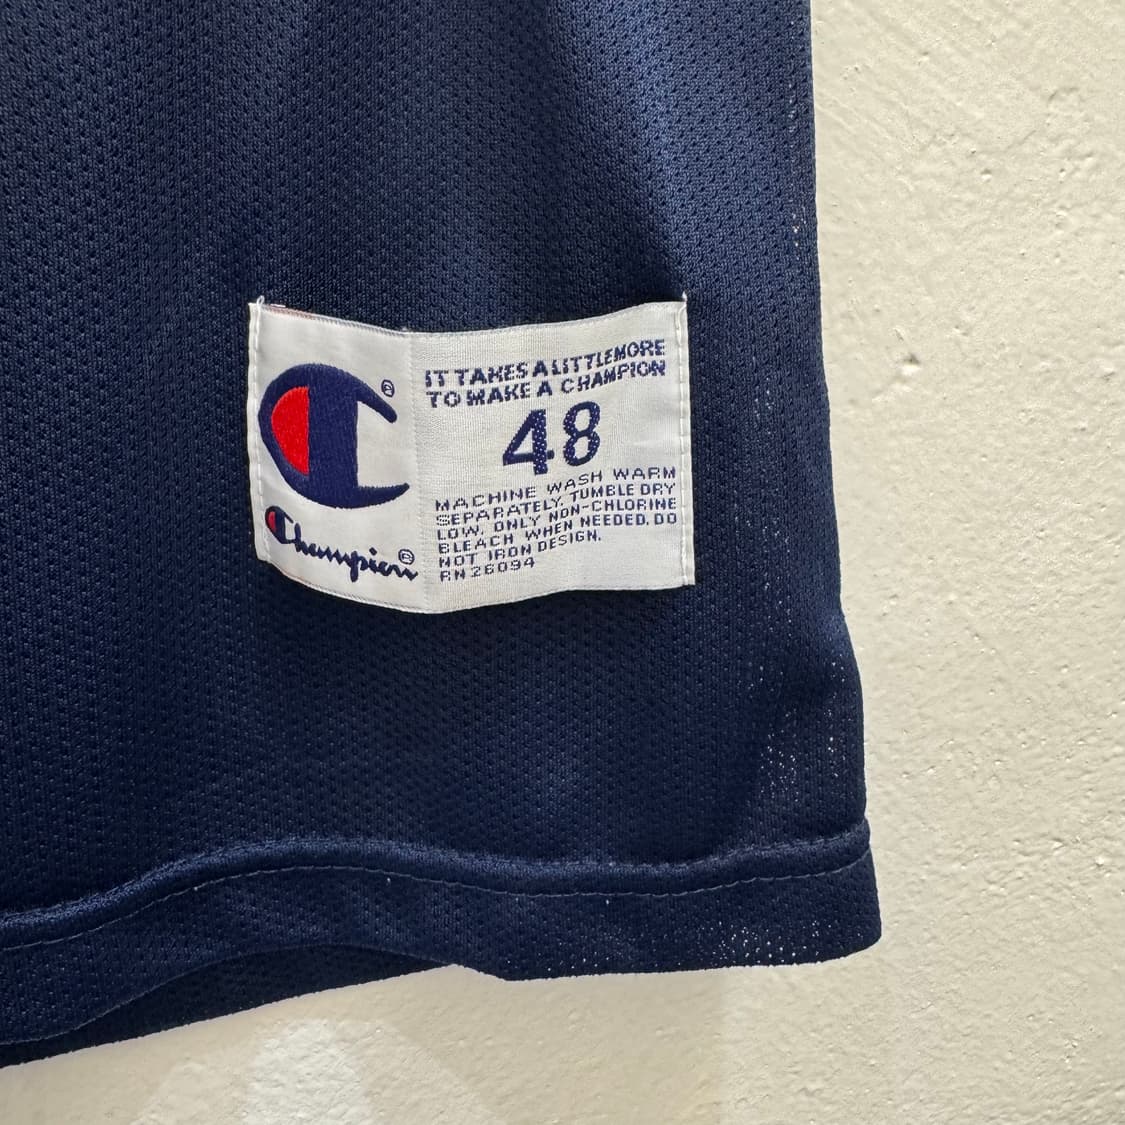 IT TAKES A LITTLE MORE
TO MAKE A CHAMPION
48
MACHINE WASH WARM
SEPARATELY, TUMBLE DRY
LOW, ONLY NON-CHLORINE
BLEACH WHEN NEEDED, DO
NOT IRON DESIGN.
RN 26094
®
Champion®